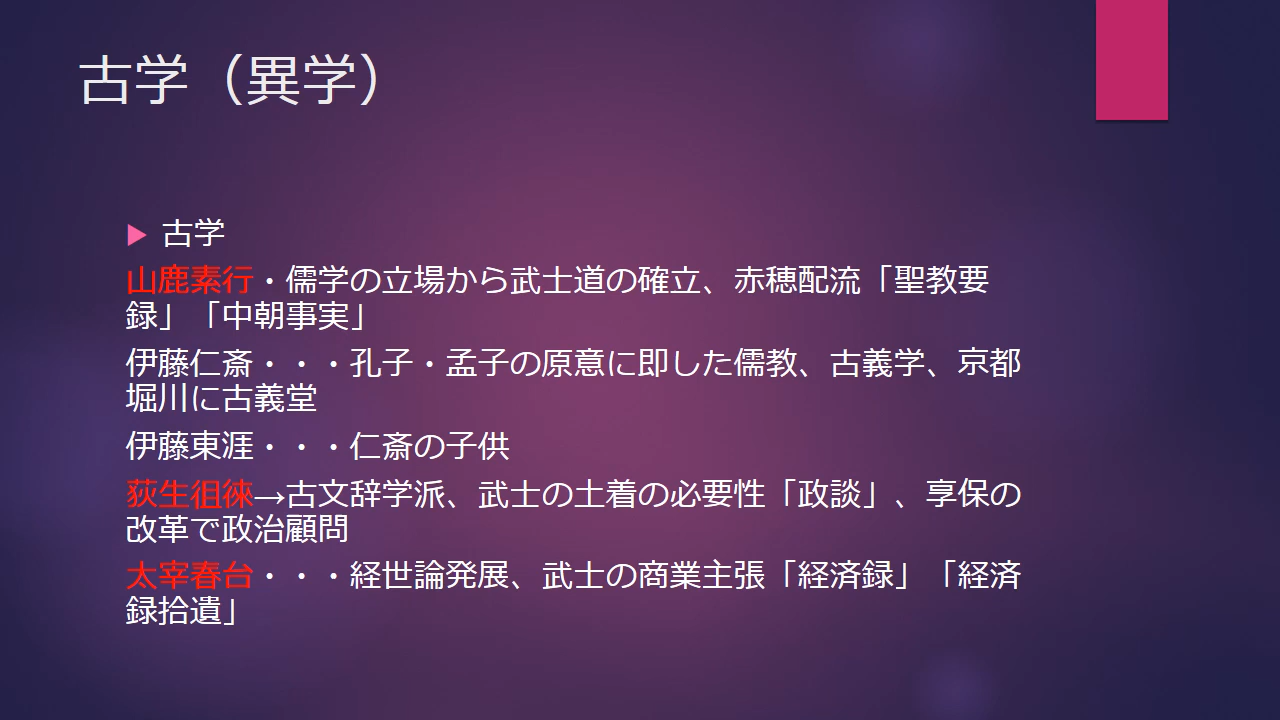 古学（異学）
古学
山鹿素行・儒学の立場から武士道の確立、赤穂配流「聖教要
録」「中朝事実」
伊藤仁斎・・・孔子・孟子の原意に即した儒教、古義学、京都
堀川に古義堂
伊藤東涯・・・仁斎の子供
荻生徂徠→古文辞学派、武士の土着の必要性「政談」、享保の
改革で政治顧問
太宰春台・・・経世論発展、武士の商業主張「経済録」「経済
録拾遺」